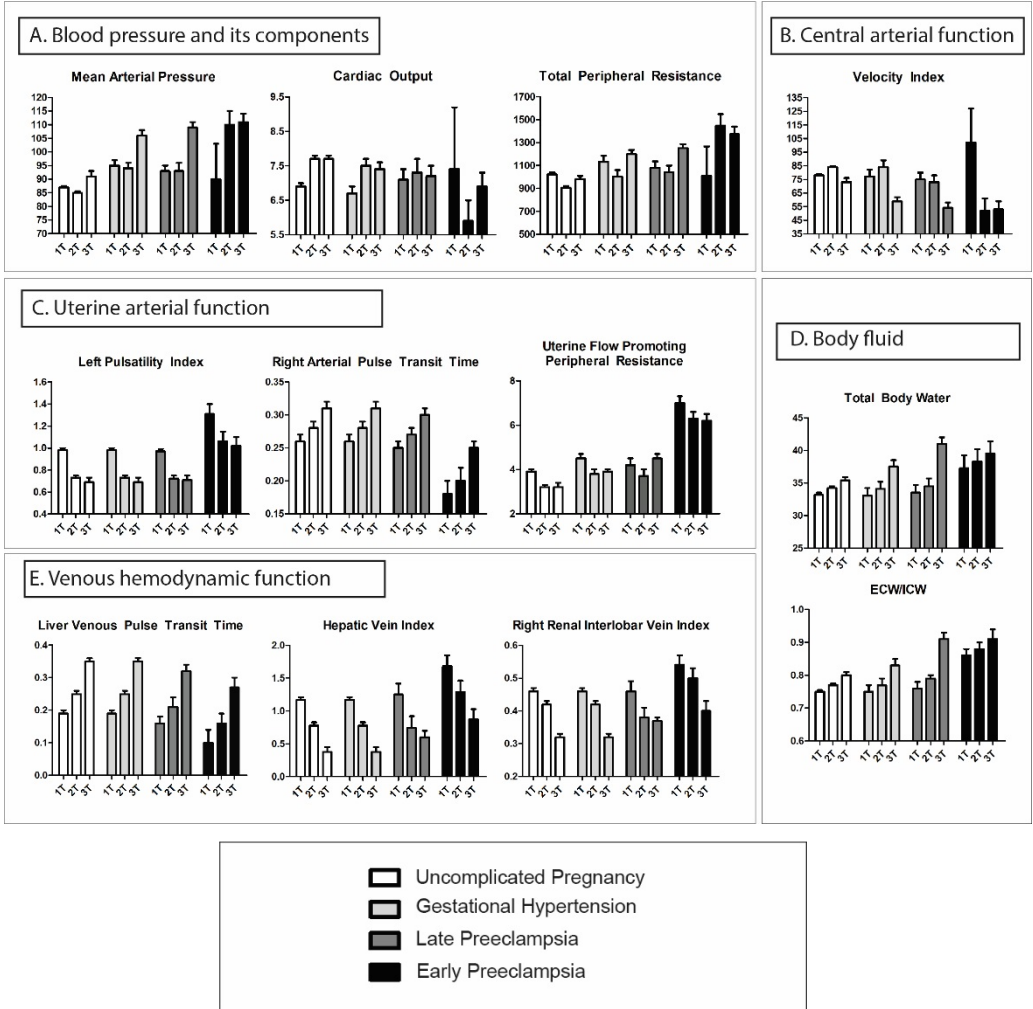 A. Blood pressure and its components
Mean Arterial Pressure
120
115
110
105
100
95
90
85
80
75
70
1T 2T 3T 1T 2T 3T 1T 2T 3T 1T 2T 3T
Cardiac Output
9.5
8.5
7.5
6.5
5.5
1T 2T 3T 1T 2T 3T 1T 2T 3T 1T 2T 3T
Total Peripheral Resistance
1700
1500
1300
1100
900
700
500
1T 2T 3T 1T 2T 3T 1T 2T 3T 1T 2T 3T
B. Central arterial function
Velocity Index
135
125
115
105
95
85
75
65
55
45
35
1T 2T 3T 1T 2T 3T 1T 2T 3T 1T 2T 3T
C. Uterine arterial function
Left Pulsatility Index
1.6
1.4
1.2
1.0
0.8
0.6
0.4
1T 2T 3T 1T 2T 3T 1T 2T 3T 1T 2T 3T
Right Arterial Pulse Transit Time
0.35
0.30
0.25
0.20
0.15
1T 2T 3T 1T 2T 3T 1T 2T 3T 1T 2T 3T
Uterine Flow Promoting
Peripheral Resistance
8
6
4
2
1T 2T 3T 1T 2T 3T 1T 2T 3T 1T 2T 3T
D. Body fluid
Total Body Water
45
40
35
30
25
1T 2T 3T 1T 2T 3T 1T 2T 3T 1T 2T 3T
ECW/ICW
1.0
0.9
0.8
0.7
0.6
1T 2T 3T 1T 2T 3T 1T 2T 3T 1T 2T 3T
E. Venous hemodynamic function
Liver Venous Pulse Transit Time
0.4
0.3
0.2
0.1
0.0
1T 2T 3T 1T 2T 3T 1T 2T 3T 1T 2T 3T
Hepatic Vein Index
2.0
1.5
1.0
0.5
0.0
1T 2T 3T 1T 2T 3T 1T 2T 3T 1T 2T 3T
Right Renal Interlobar Vein Index
0.6
0.5
0.4
0.3
0.2
1T 2T 3T 1T 2T 3T 1T 2T 3T 1T 2T 3T
Uncomplicated Pregnancy
Gestational Hypertension
Late Preeclampsia
Early Preeclampsia